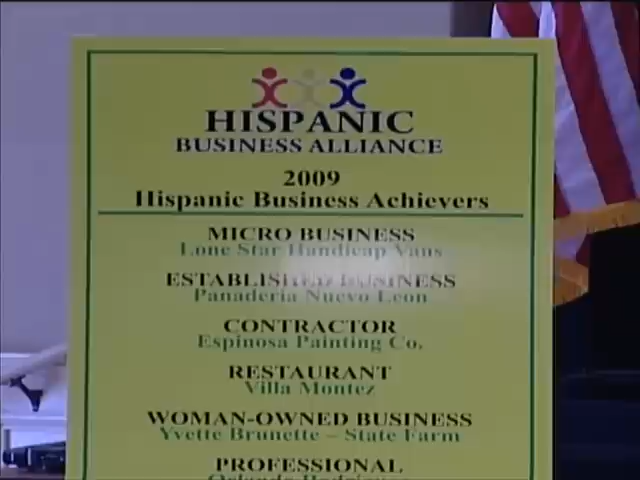 HISPANIC
BUSINESS ALLIANCE
2009
Hispanic Business Achievers
MICRO BUSINESS
Lone Star Handicap Vans
ESTABLISHED BUSINESS
Panaderia Nuevo Leon
CONTRACTOR
Espinosa Painting Co.
RESTAURANT
Villa Montez
WOMAN-OWNED BUSINESS
Yvette Brunette – State Farm
PROFESSIONAL